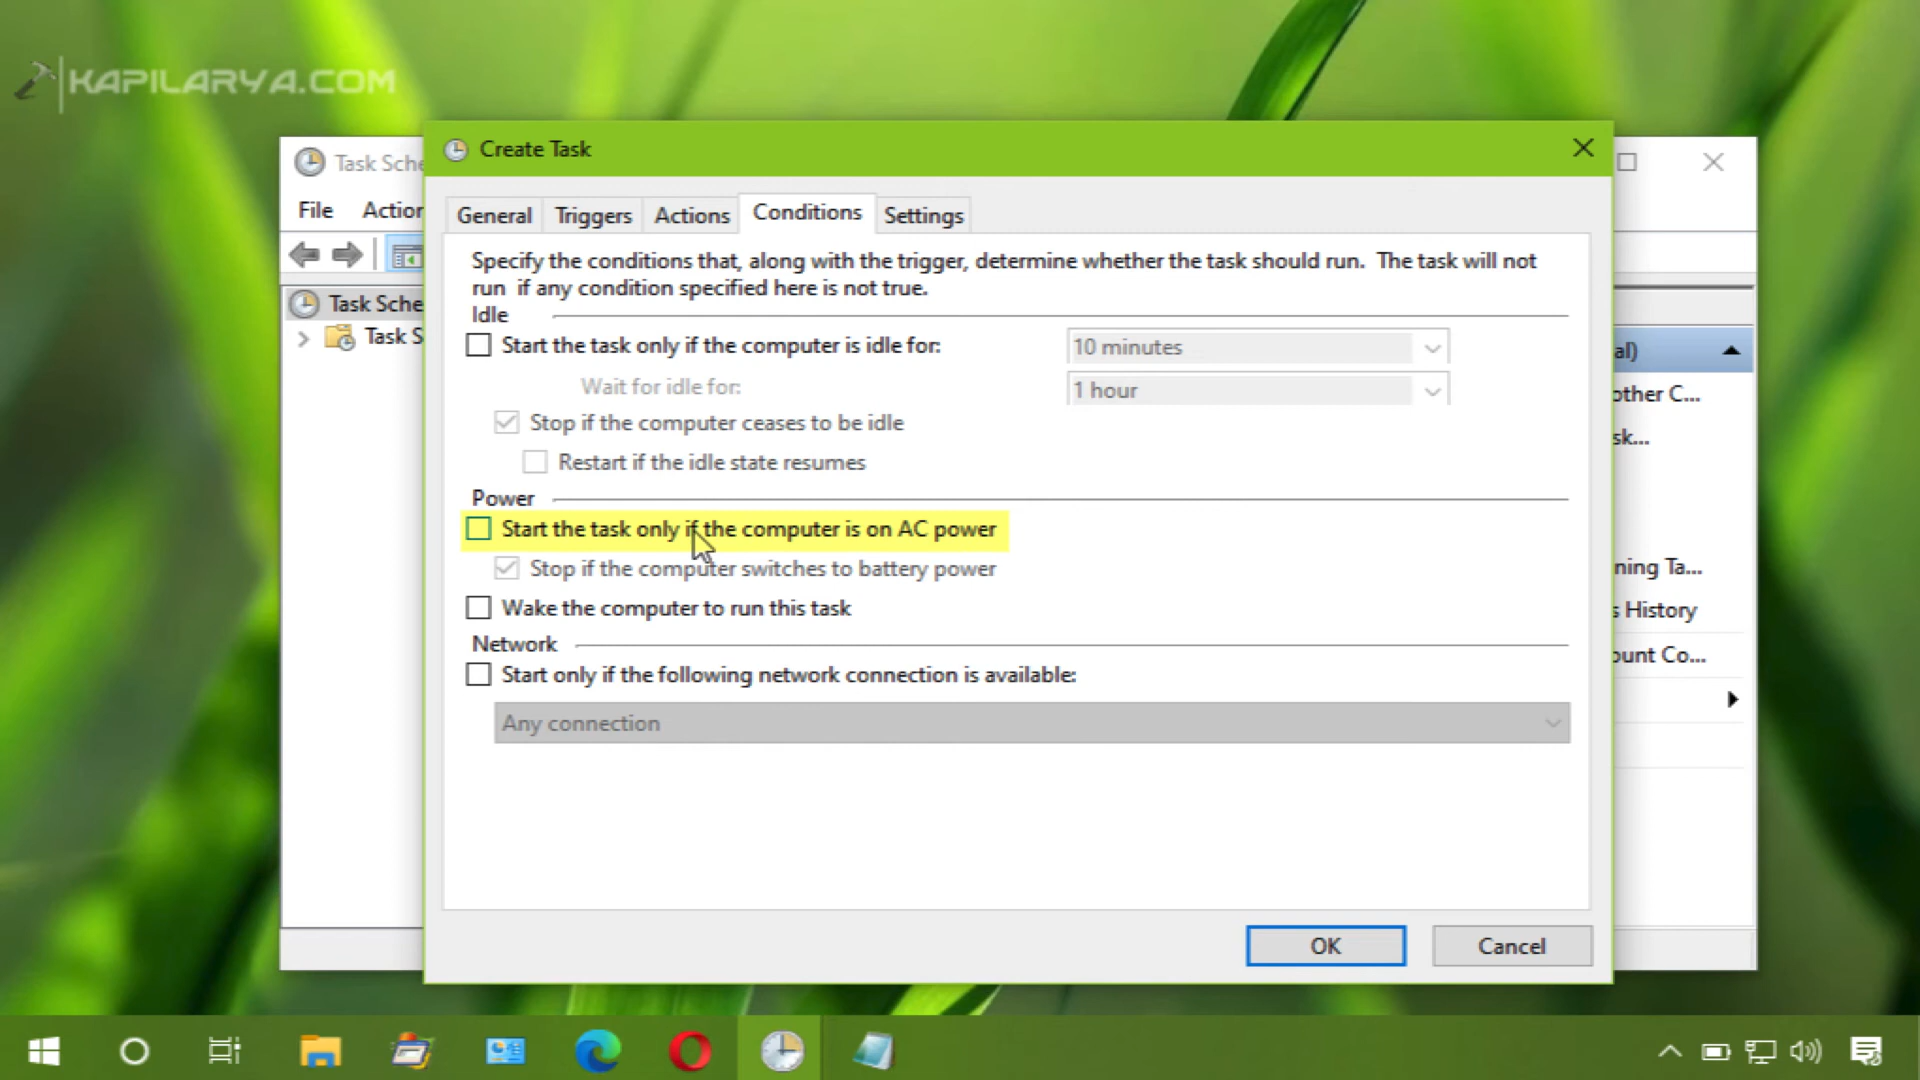 KAPILARYA.COM
Task Sche
File
Action
Task Sche
Task S
Create Task
General
Triggers
Actions
Conditions
Settings
Specify the conditions that, along with the trigger, determine whether the task should run. The task will not
run if any condition specified here is not true.
Idle
Start the task only if the computer is idle for:
10 minutes
Wait for idle for:
1 hour
Stop if the computer ceases to be idle
Restart if the idle state resumes
Power
Start the task only if the computer is on AC power
Stop if the computer switches to battery power
Wake the computer to run this task
Network
Start only if the following network connection is available:
Any connection
OK
Cancel
al)
other C...
sk...
ning Ta...
s History
ount Co...